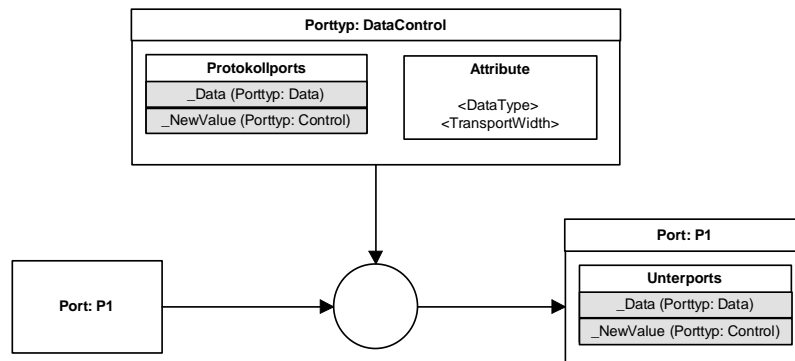 Porttyp: DataControl
Protokollports
_Data (Porttyp: Data)
_NewValue (Porttyp: Control)
Attribute
<DataType>
<TransportWidth>
Port: P1
Port: P1
Unterports
_Data (Porttyp: Data)
_NewValue (Porttyp: Control)